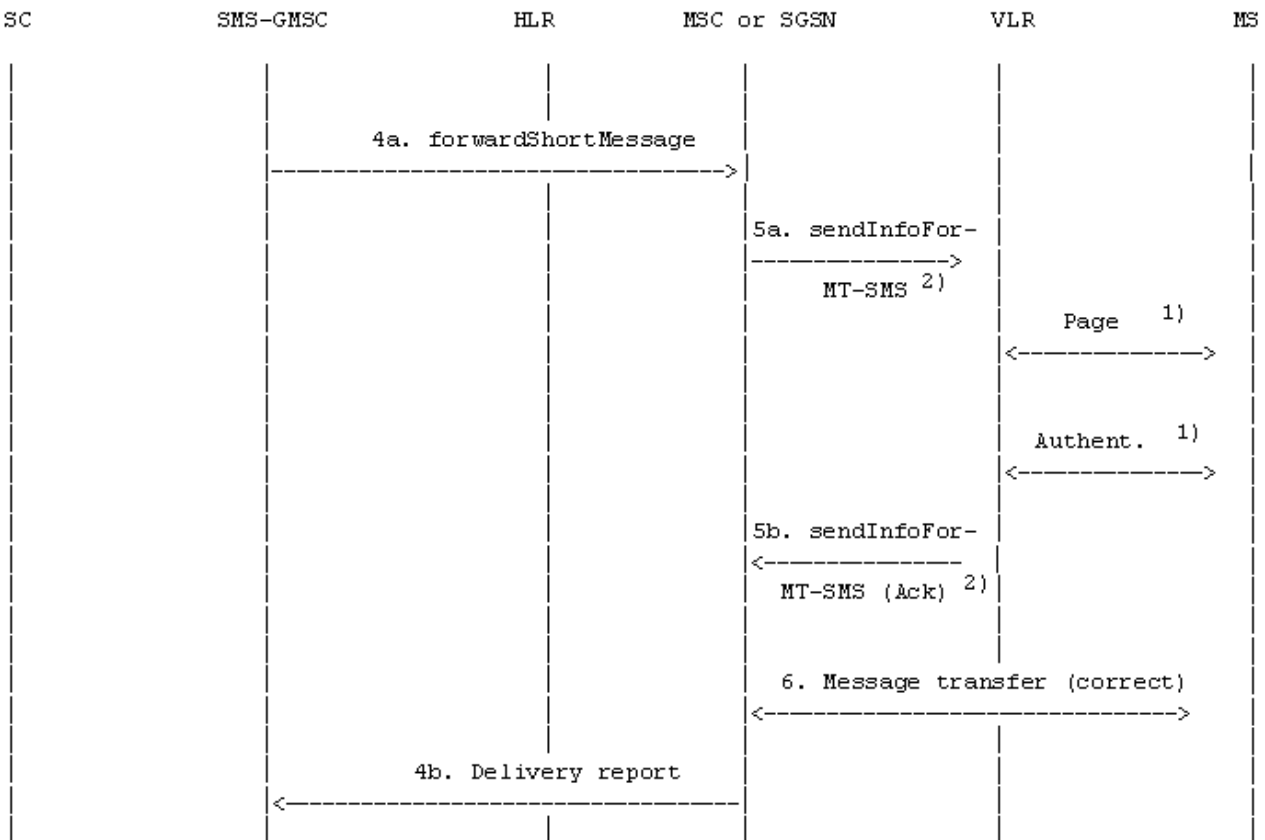 SC SMS-GMSC HLR MSC or SGSN VLR MS
4a. forwardShortMessage
5a. sendInfoFor-
MT-SMS 2)
Page 1)
Authent. 1)
5b. sendInfoFor-
MT-SMS (Ack) 2)
6. Message transfer (correct)
4b. Delivery report